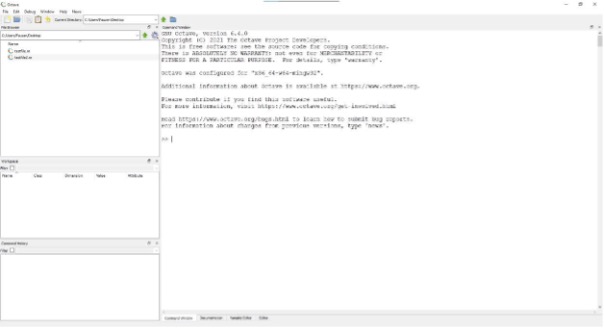 Octave
File Edit Debug Window Help News
Current Directory: C:\Users\Pawan\Desktop
File Browser
C:/Users/Pawan/Desktop
Name
Workspace
Filter
Name Class Dimension Value Attribute
Command History
Filter
Command Window
GNU Octave, version 6.4.0
Copyright (C) 2021 The Octave Project Developers.
This is free software; see the source code for copying conditions.
There is ABSOLUTELY NO WARRANTY; not even for MERCHANTABILITY or
FITNESS FOR A PARTICULAR PURPOSE. For details, type 'warranty'.
Octave was configured for "x86_64-w64-mingw32".
Additional information about Octave is available at https://www.octave.org.
Please contribute if you find this software useful.
For more information, visit https://www.octave.org/get-involved.html
Read https://www.octave.org/bugs.html to learn how to submit bug reports.
For information about changes from previous versions, type 'news'.
>>
Command Window Documentation Variable Editor Editor